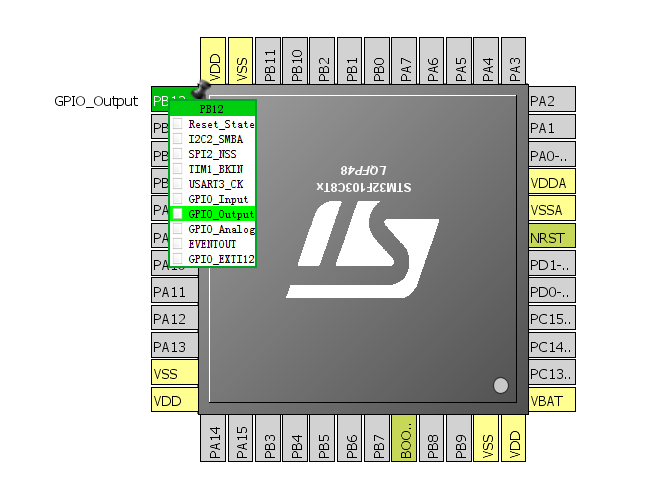 VDD
VSS
PB11
PB10
PB2
PB1
PB0
PA7
PA6
PA5
PA4
PA3
GPIO_Output
PB12
PB12
Reset_State
I2C2_SMBA
SPI2_NSS
TIM1_BKIN
USART3_CK
GPIO_Input
GPIO_Output
GPIO_Analog
EVENTOUT
GPIO_EXTI12
PB
PB
PB
PA
PA
PA10
PA11
PA12
PA13
VSS
VDD
STM32F103C8Tx
LQFP48
PA2
PA1
PA0-..
VDDA
VSSA
NRST
PD1-..
PD0-..
PC15..
PC14..
PC13..
VBAT
PA14
PA15
PB3
PB4
PB5
PB6
PB7
BOO..
PB8
PB9
VSS
VDD